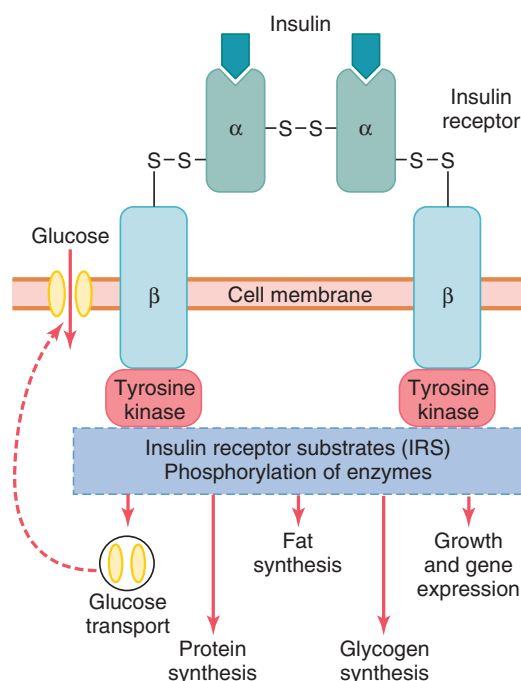 Insulin
Insulin
receptor
α
α
–S–S–
S–S–
–S–S
Glucose
β
β
Cell membrane
Tyrosine
kinase
Tyrosine
kinase
Insulin receptor substrates (IRS)
Phosphorylation of enzymes
Glucose
transport
Fat
synthesis
Growth
and gene
expression
Protein
synthesis
Glycogen
synthesis